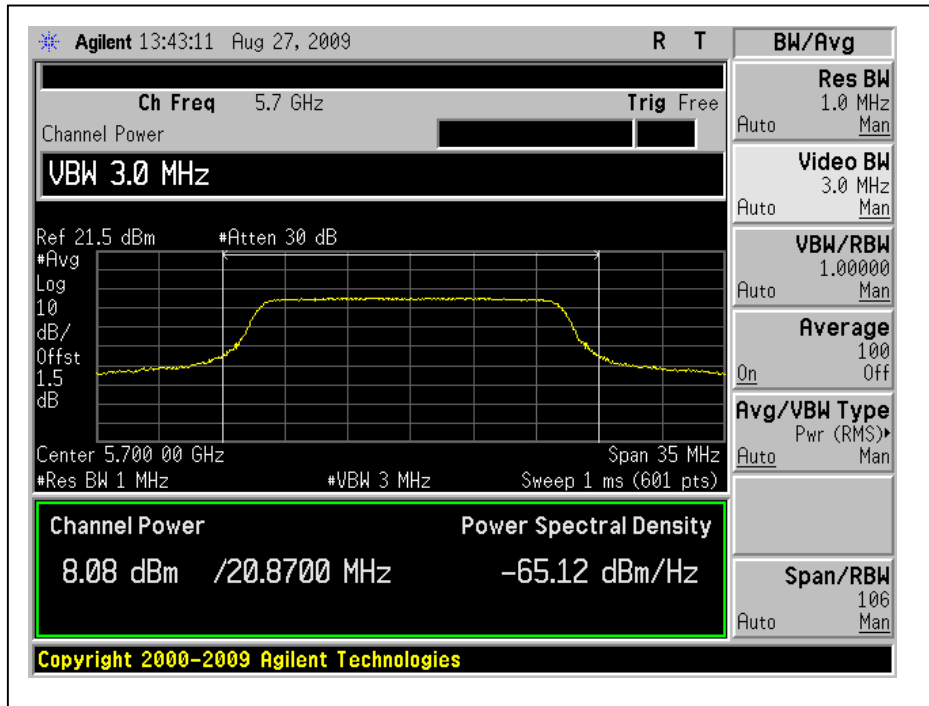 Agilent 13:43:11 Aug 27, 2009 R T
Ch Freq 5.7 GHz Trig Free
Channel Power
VBW 3.0 MHz
Ref 21.5 dBm #Atten 30 dB
#Avg
Log
10
dB/
Offst
1.5
dB
Center 5.700 00 GHz Span 35 MHz
#Res BW 1 MHz #VBW 3 MHz Sweep 1 ms (601 pts)
Channel Power Power Spectral Density
8.08 dBm /20.8700 MHz -65.12 dBm/Hz
Copyright 2000-2009 Agilent Technologies
BW/Avg
Res BW
1.0 MHz
Auto Man
Video BW
3.0 MHz
Auto Man
VBW/RBW
1.00000
Auto Man
Average
100
On Off
Avg/VBW Type
Pwr (RMS)
Auto Man
Span/RBW
106
Auto Man